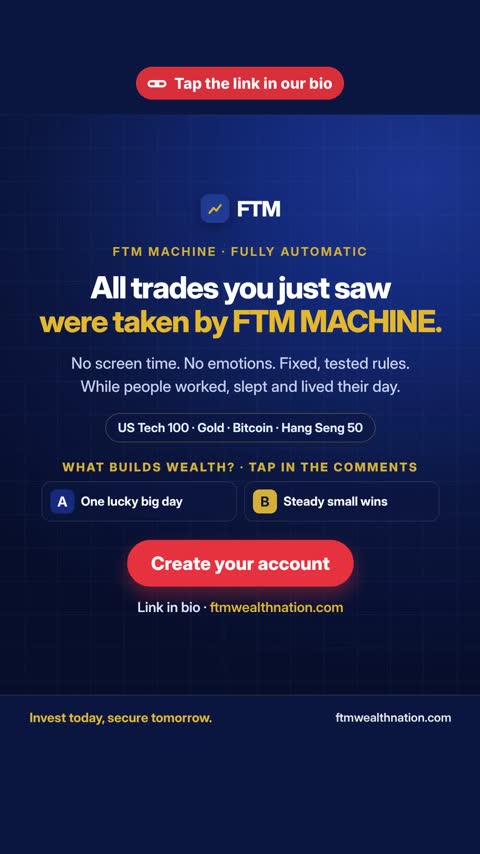 Tap the link in our bio
FTM
FTM MACHINE · FULLY AUTOMATIC
All trades you just saw
were taken by FTM MACHINE.
No screen time. No emotions. Fixed, tested rules.
While people worked, slept and lived their day.
US Tech 100 · Gold · Bitcoin · Hang Seng 50
WHAT BUILDS WEALTH? · TAP IN THE COMMENTS
A One lucky big day
B Steady small wins
Create your account
Link in bio · ftmwealthnation.com
Invest today, secure tomorrow.
ftmwealthnation.com